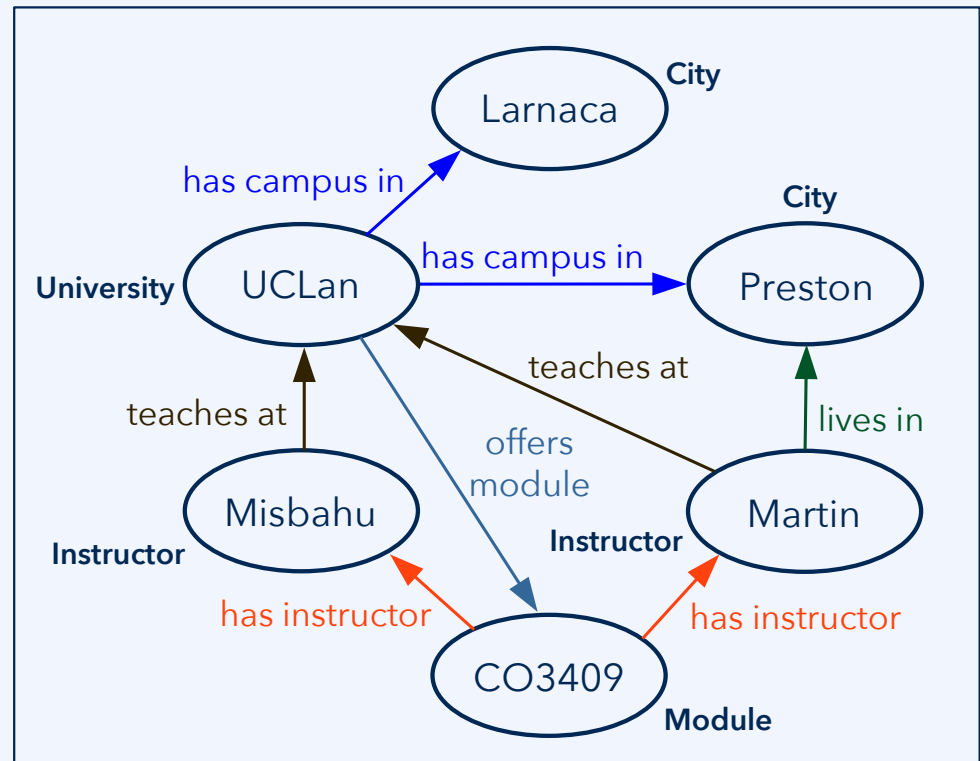 City
Larnaca
has campus in
City
has campus in
University
UCLan
Preston
teaches at
teaches at
lives in
offers
module
Misbahu
Martin
Instructor
Instructor
has instructor
has instructor
CO3409
Module